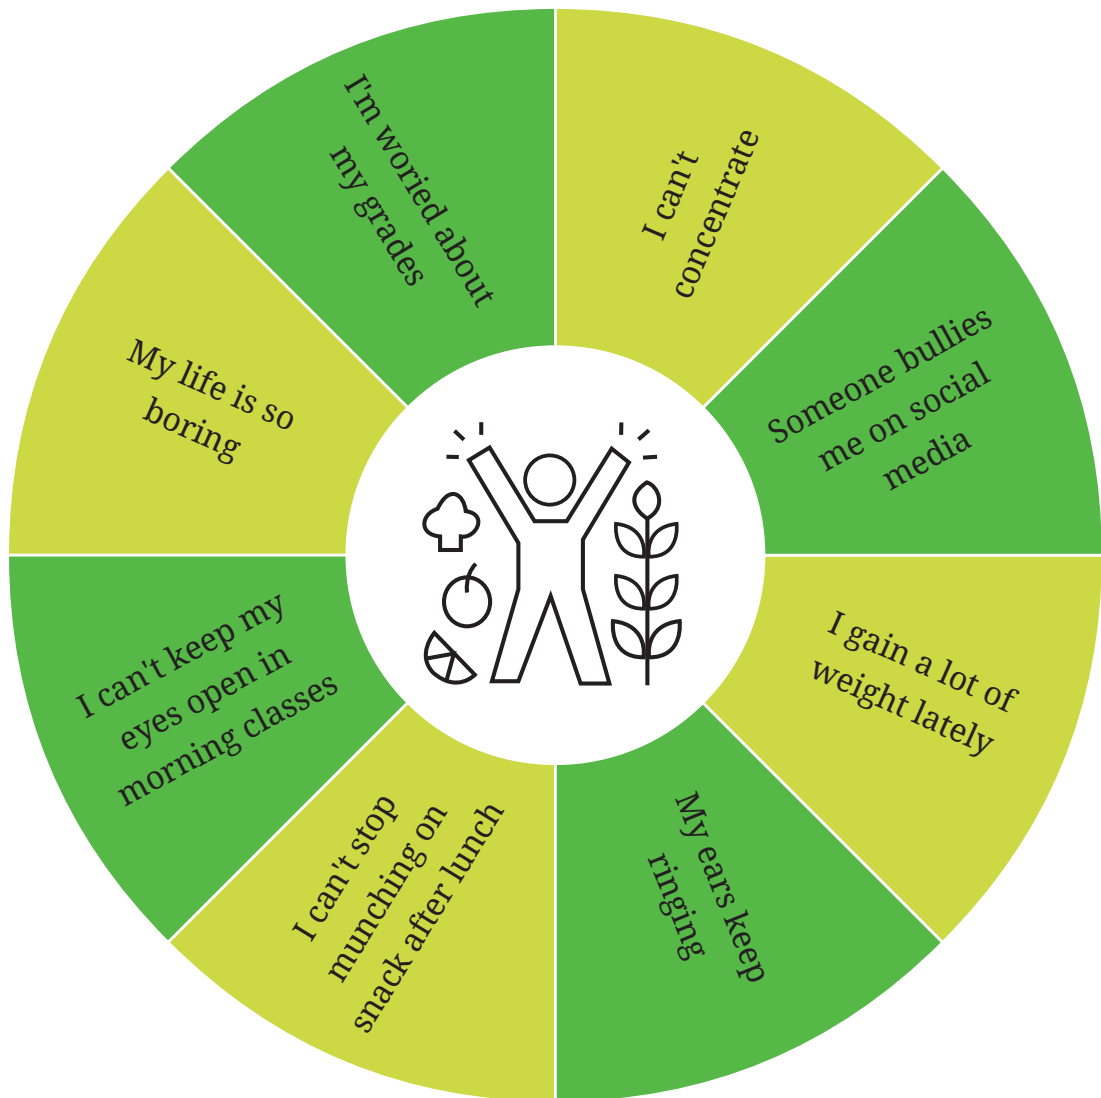 I can't
concentrate
Someone bullies
me on social
media
I gain a lot of
weight lately
My ears keep
ringing
I can't stop
munching on
snack after lunch
I can't keep my
eyes open in
morning classes
My life is so
boring
I'm woried about
my grades